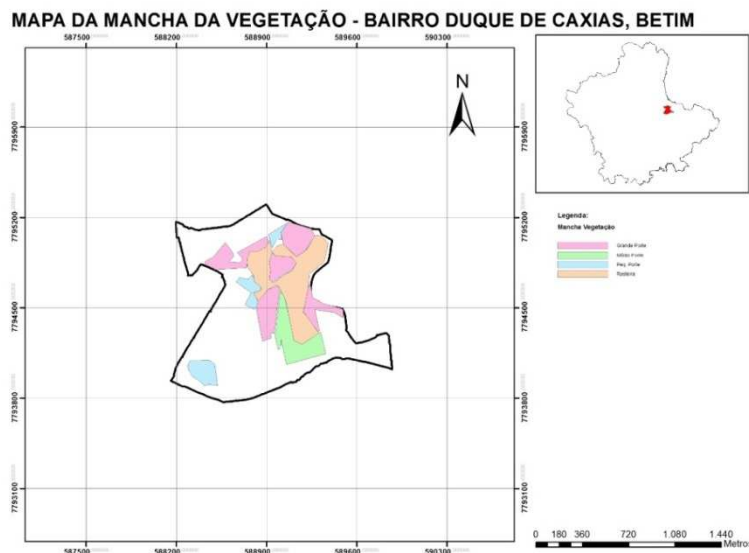 MAPA DA MANCHA DA VEGETAÇÃO - BAIRRO DUQUE DE CAXIAS, BETIM
587500 588200 588900 589600 590300
N
7795900 7795900
7795200 7795200
Legenda:
Mancha Vegetação
Grande Porte
Médio Porte
Peq. Porte
Rasteira
7794500 7794500
7793800 7793800
7793100 7793100
0 180 360 720 1.080 1.440
Metros
587500 588200 588900 589600 590300